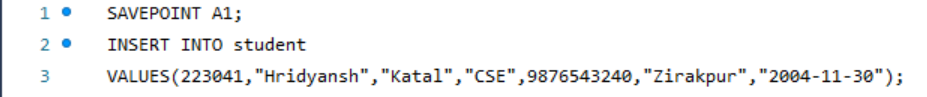 1 SAVEPOINT A1;
2 INSERT INTO student
3 VALUES(223041,"Hridyansh","Katal","CSE",9876543240,"Zirakpur","2004-11-30");